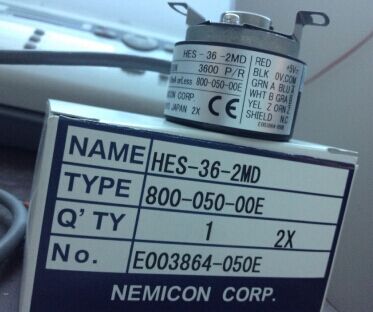 HES-36-2MD
3600 P/R
800-050-00E
NEMICON CORP
JAPAN 2X
CE
RED +5V
BLK 0V,COM
GRN A BLU
WHT B GRA
YEL Z ORN
SHIELD N.C
NAME HES-36-2MD
TYPE 800-050-00E
Q'TY 1 2X
No. E003864-050E
NEMICON CORP.